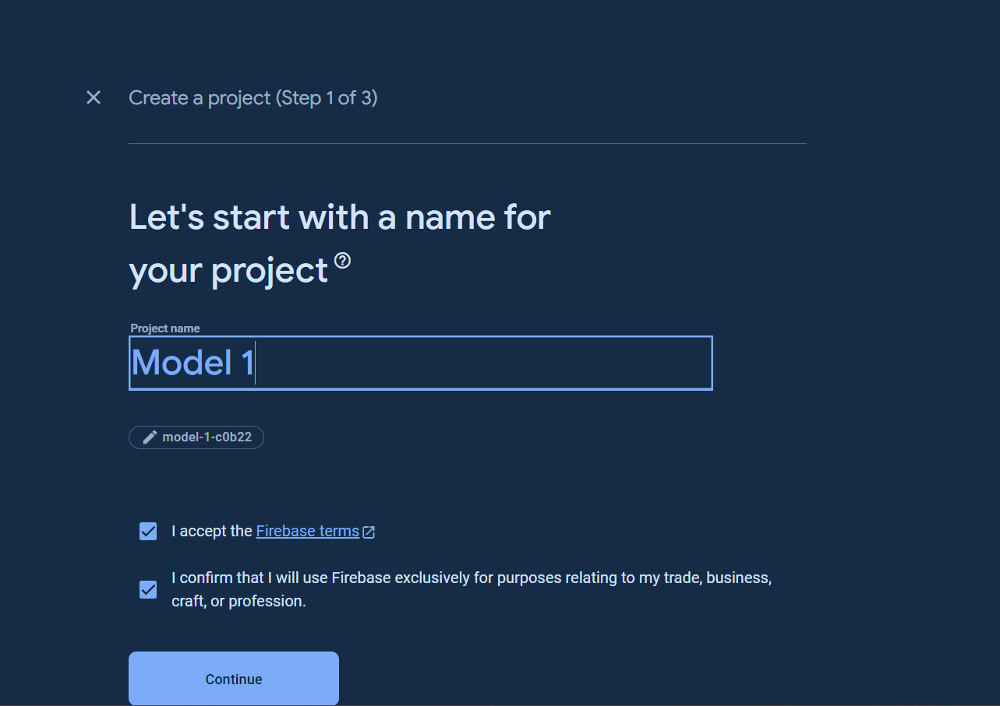 Create a project (Step 1 of 3)
Let's start with a name for
your project
Project name
Model 1
model-1-c0b22
I accept the Firebase terms
I confirm that I will use Firebase exclusively for purposes relating to my trade, business,
craft, or profession.
Continue